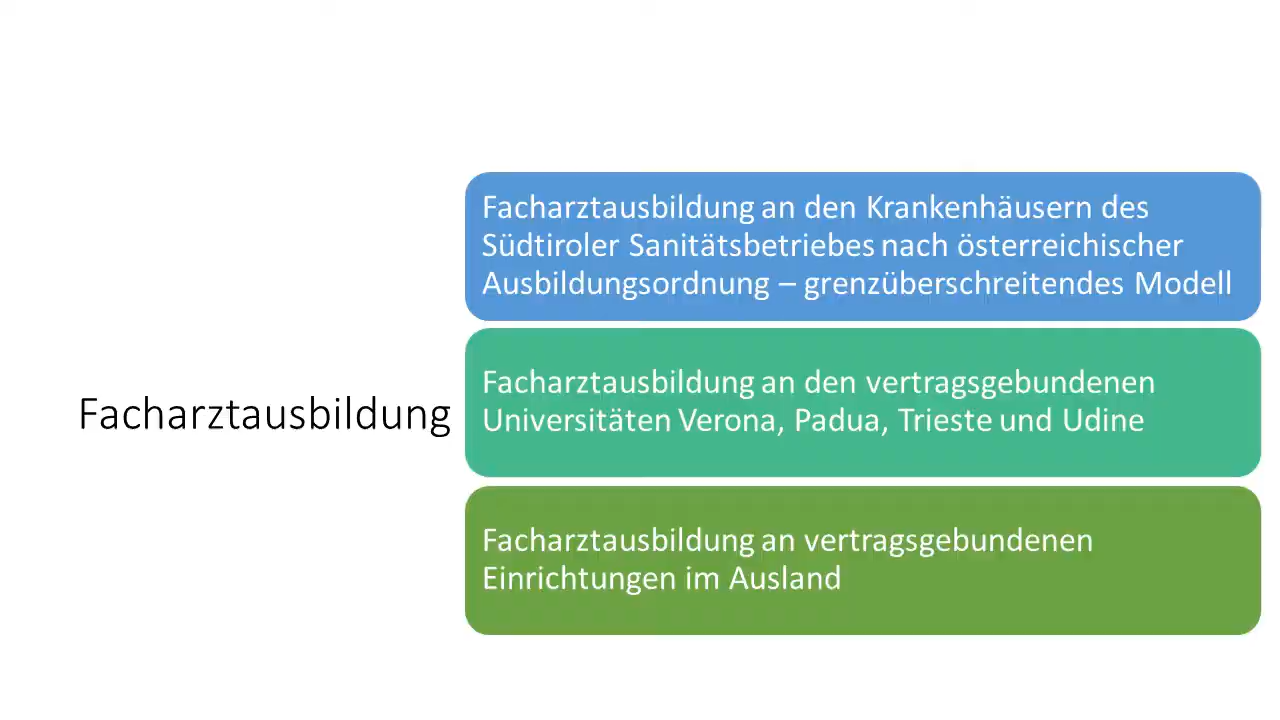 Facharztausbildung
Facharztausbildung an den Krankenhäusern des
Südtiroler Sanitätsbetriebes nach österreichischer
Ausbildungsordnung – grenzüberschreitendes Modell
Facharztausbildung an den vertragsgebundenen
Universitäten Verona, Padua, Trieste und Udine
Facharztausbildung an vertragsgebundenen
Einrichtungen im Ausland